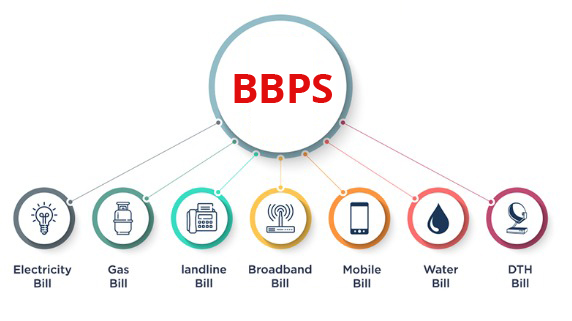 BBPS
Electricity
Bill
Gas
Bill
landline
Bill
Broadband
Bill
Mobile
Bill
Water
Bill
DTH
Bill